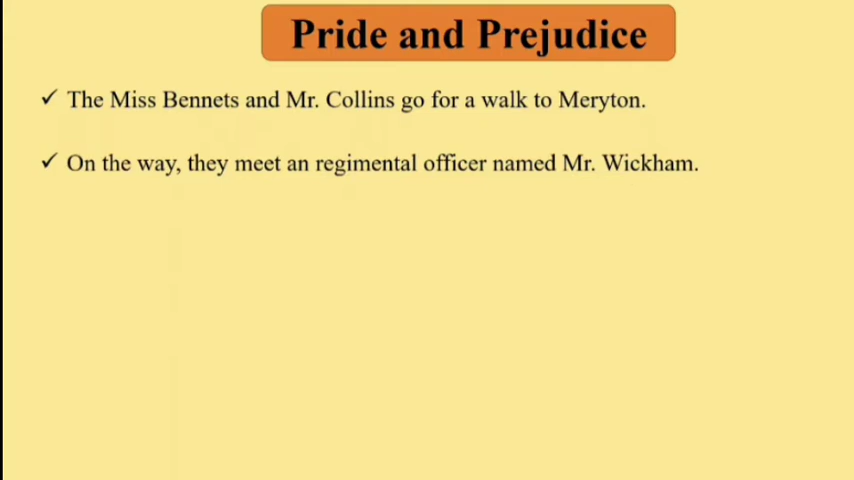 Pride and Prejudice
✓ The Miss Bennets and Mr. Collins go for a walk to Meryton.
✓ On the way, they meet an regimental officer named Mr. Wickham.